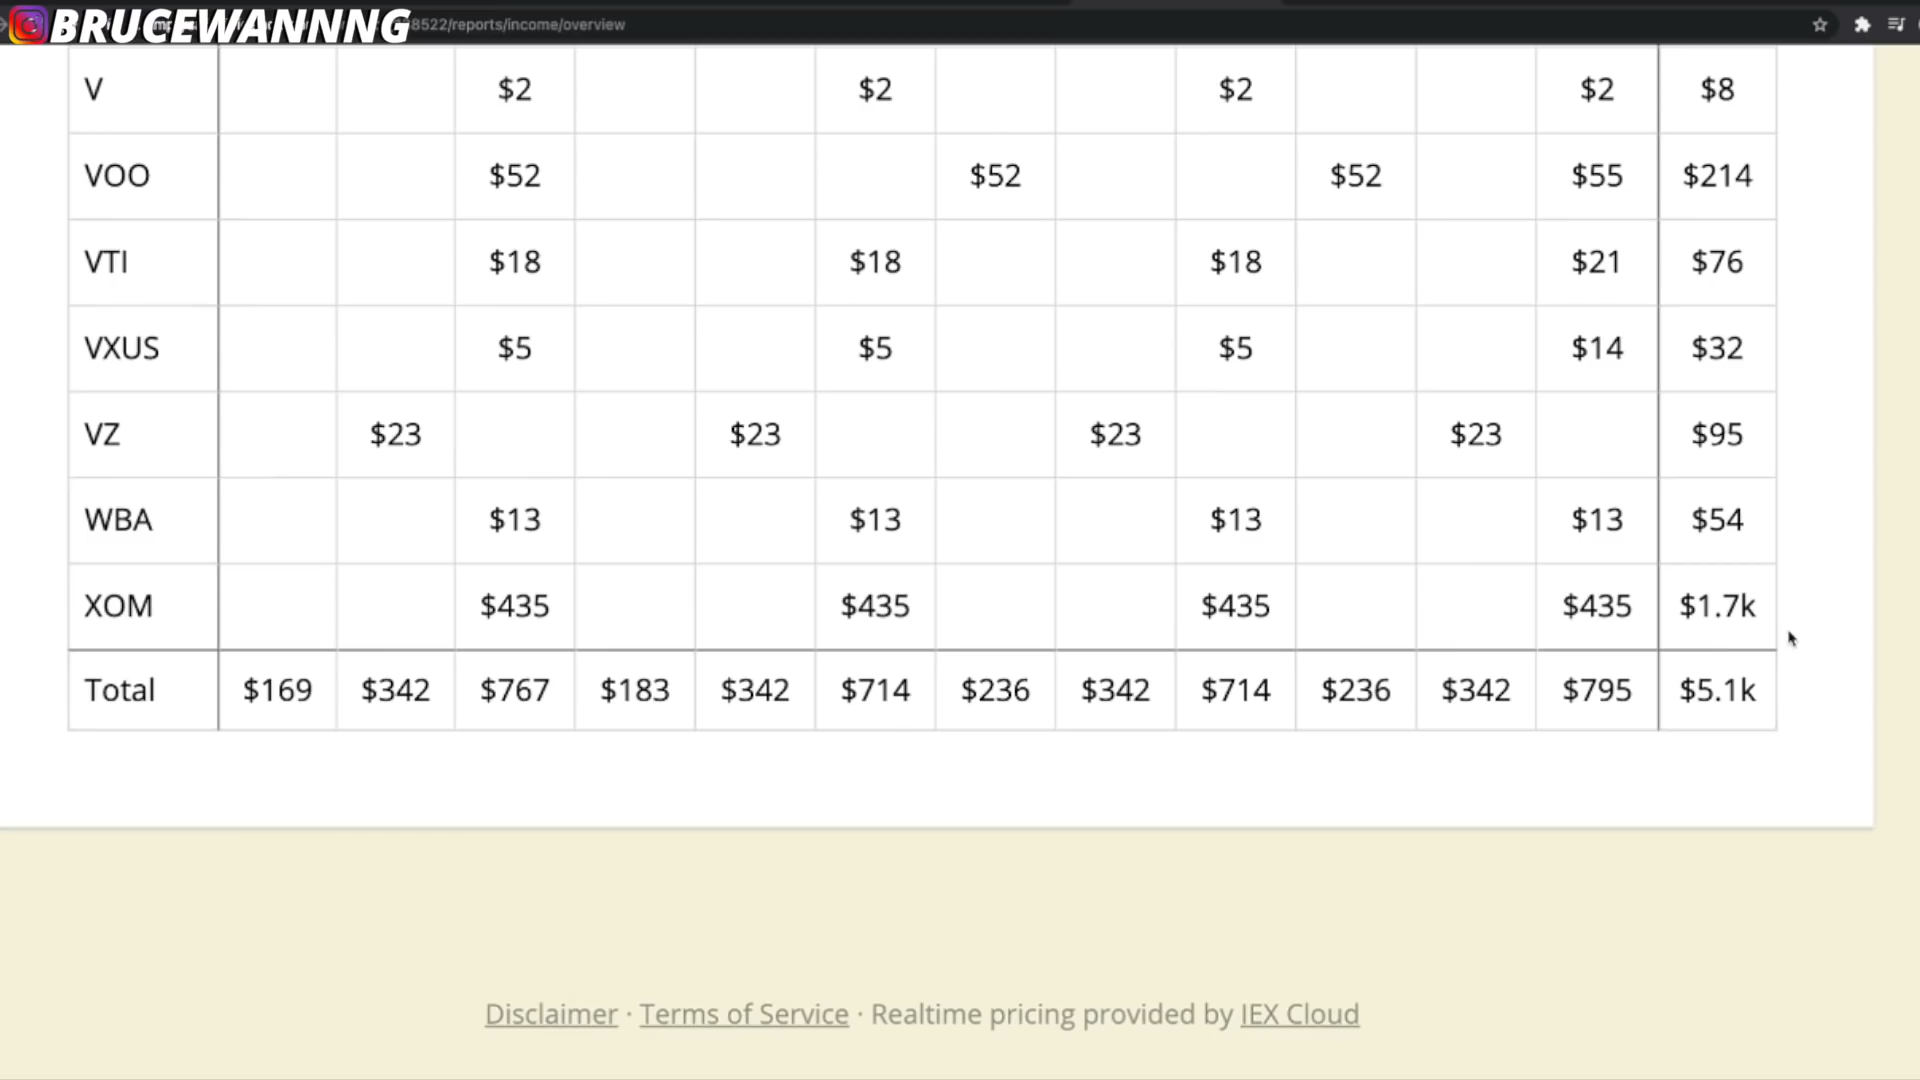 BRUCEWANNNG
8522/reports/income/overview
V $2 $2 $2 $2 $8
VOO $52 $52 $52 $55 $214
VTI $18 $18 $18 $21 $76
VXUS $5 $5 $5 $14 $32
VZ $23 $23 $23 $23 $95
WBA $13 $13 $13 $13 $54
XOM $435 $435 $435 $435 $1.7k
Total $169 $342 $767 $183 $342 $714 $236 $342 $714 $236 $342 $795 $5.1k
Disclaimer · Terms of Service · Realtime pricing provided by IEX Cloud